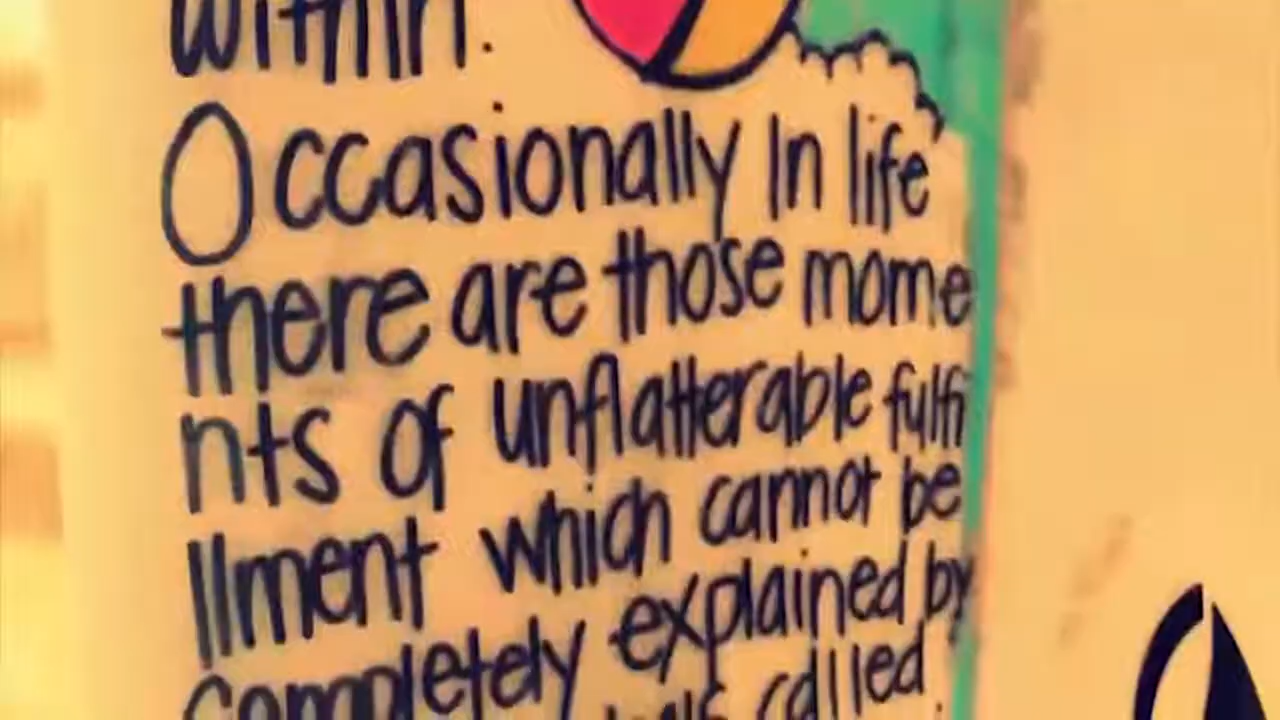 within.
Occasionally In life
there are those mome
nts of unflatterable fulfi
llment which cannot be
completely explained by
called